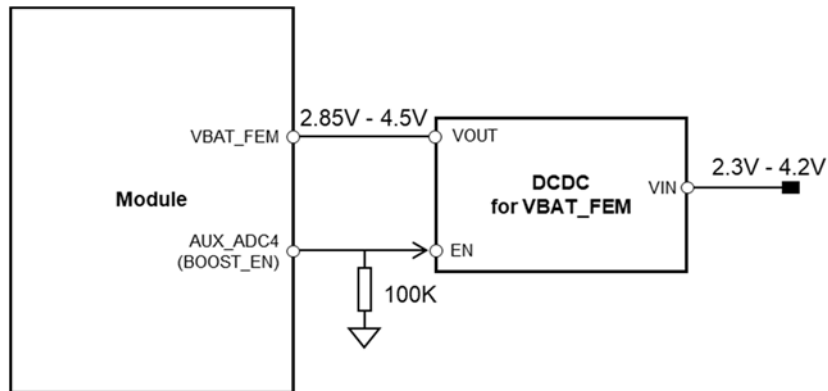 2.85V - 4.5V
VBAT_FEM
VOUT
Module
DCDC
for VBAT_FEM
VIN
2.3V - 4.2V
AUX_ADC4
(BOOST_EN)
EN
100K